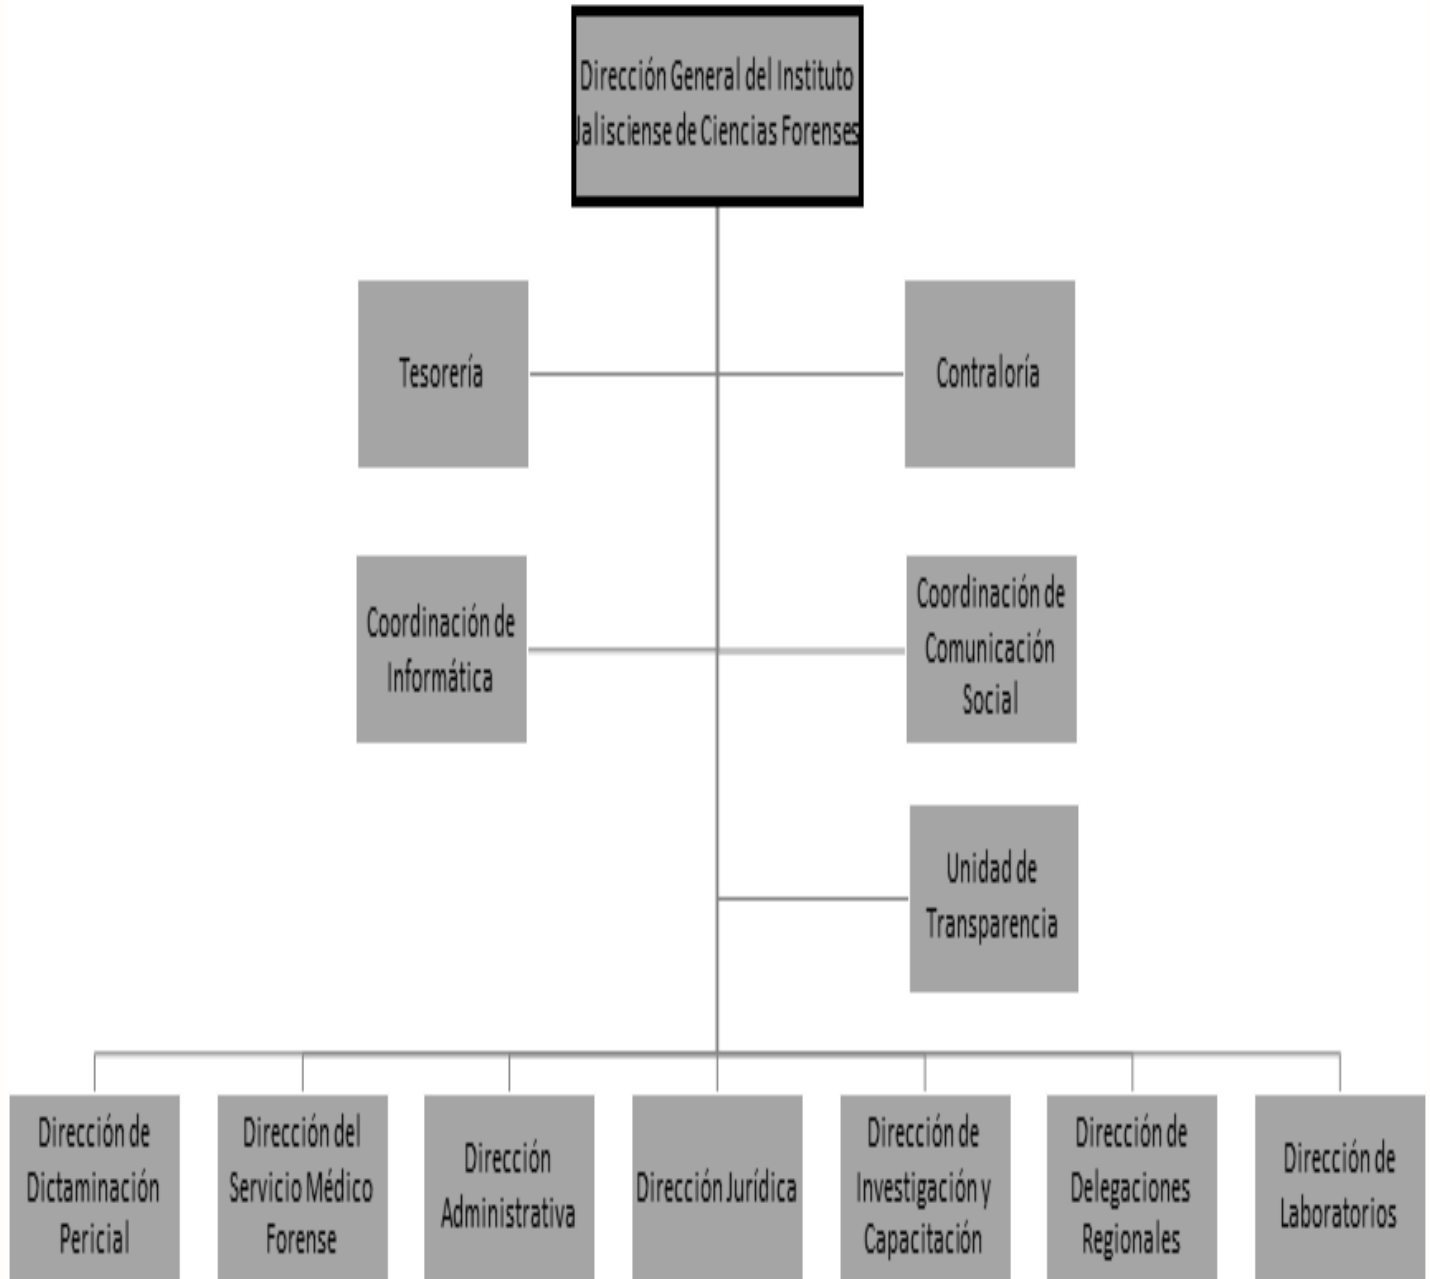 Dirección General del Instituto
Jalisciense de Ciencias Forenses
Tesorería
Contraloría
Coordinación de
Informática
Coordinación de
Comunicación
Social
Unidad de
Transparencia
Dirección de
Dictaminación
Pericial
Dirección del
Servicio Médico
Forense
Dirección
Administrativa
Dirección Jurídica
Dirección de
Investigación y
Capacitación
Dirección de
Delegaciones
Regionales
Dirección de
Laboratorios